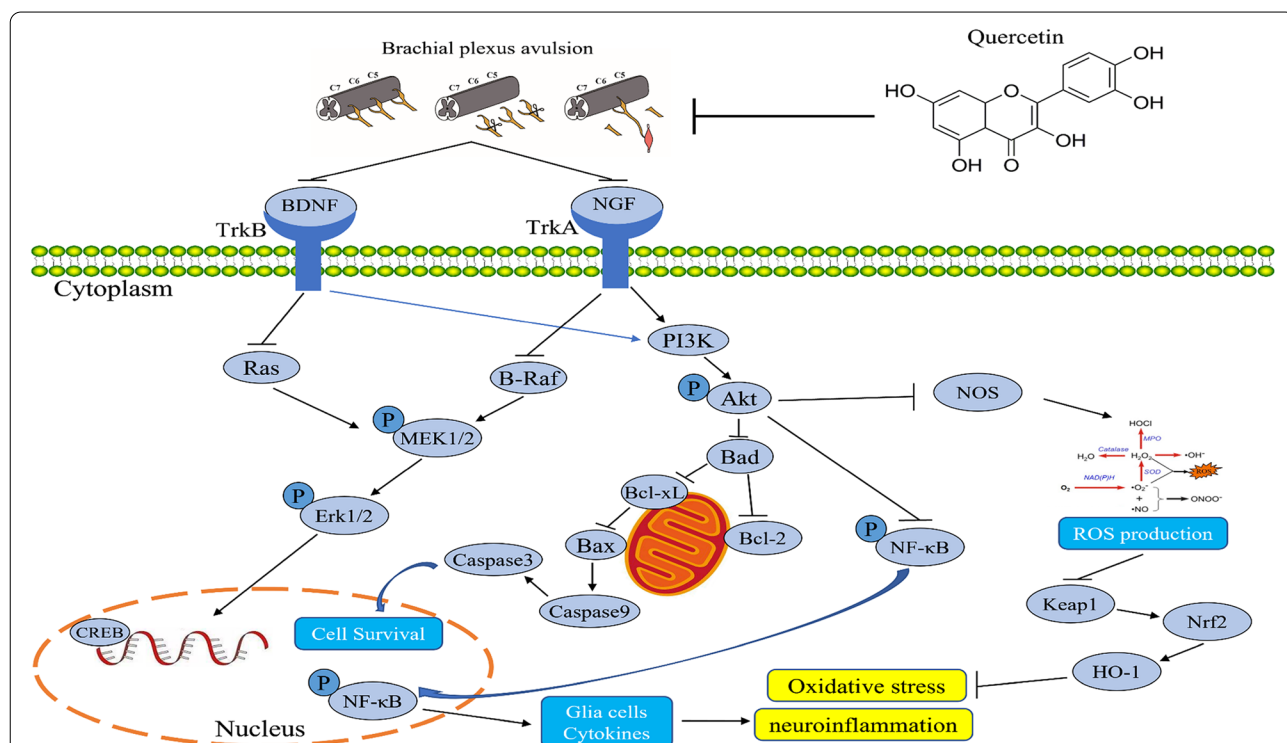 Brachial plexus avulsion
Quercetin
C7 C6 C5
C7 C6 C5
C7 C6 C5
OH
OH
HO
O
OH
OH
O
BDNF
NGF
TrkB
TrkA
Cytoplasm
PI3K
Ras
B-Raf
P
Akt
NOS
P
MEK1/2
HOCl
MPO
Catalase
H₂O
H₂O₂
•OH⁻
ROS
SOD
NAD(P)H
O₂
•O₂⁻
+
•NO
ONOO⁻
Bad
Bcl-xL
P
Erk1/2
Bax
Bcl-2
P
NF-κB
ROS production
Caspase3
Caspase9
Keap1
Nrf2
CREB
Cell Survival
HO-1
P
NF-κB
Oxidative stress
Glia cells
Cytokines
neuroinflammation
Nucleus